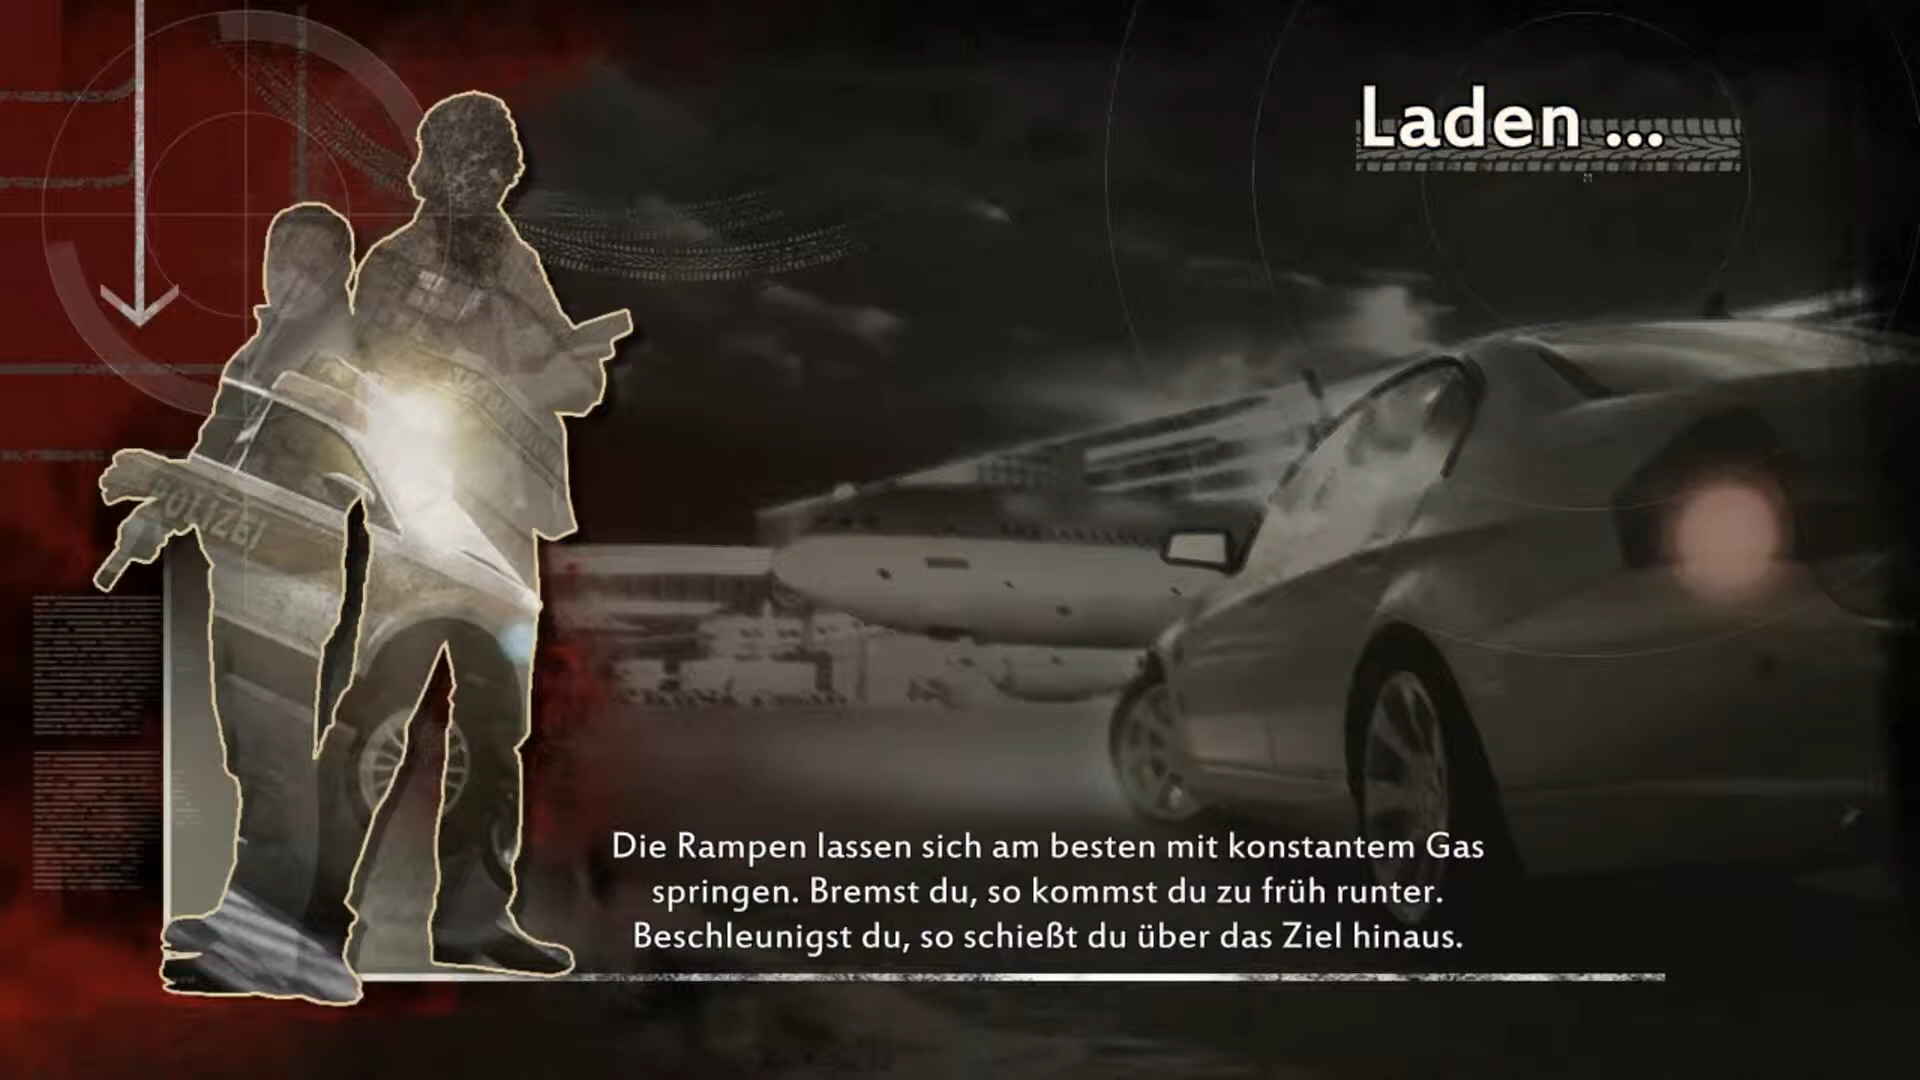 Laden ...
POLIZEI
Die Rampen lassen sich am besten mit konstantem Gas
springen. Bremst du, so kommst du zu früh runter.
Beschleunigst du, so schießt du über das Ziel hinaus.